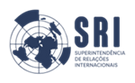 SRI
SUPERINTENDÊNCIA
DE RELAÇÕES
INTERNACIONAIS